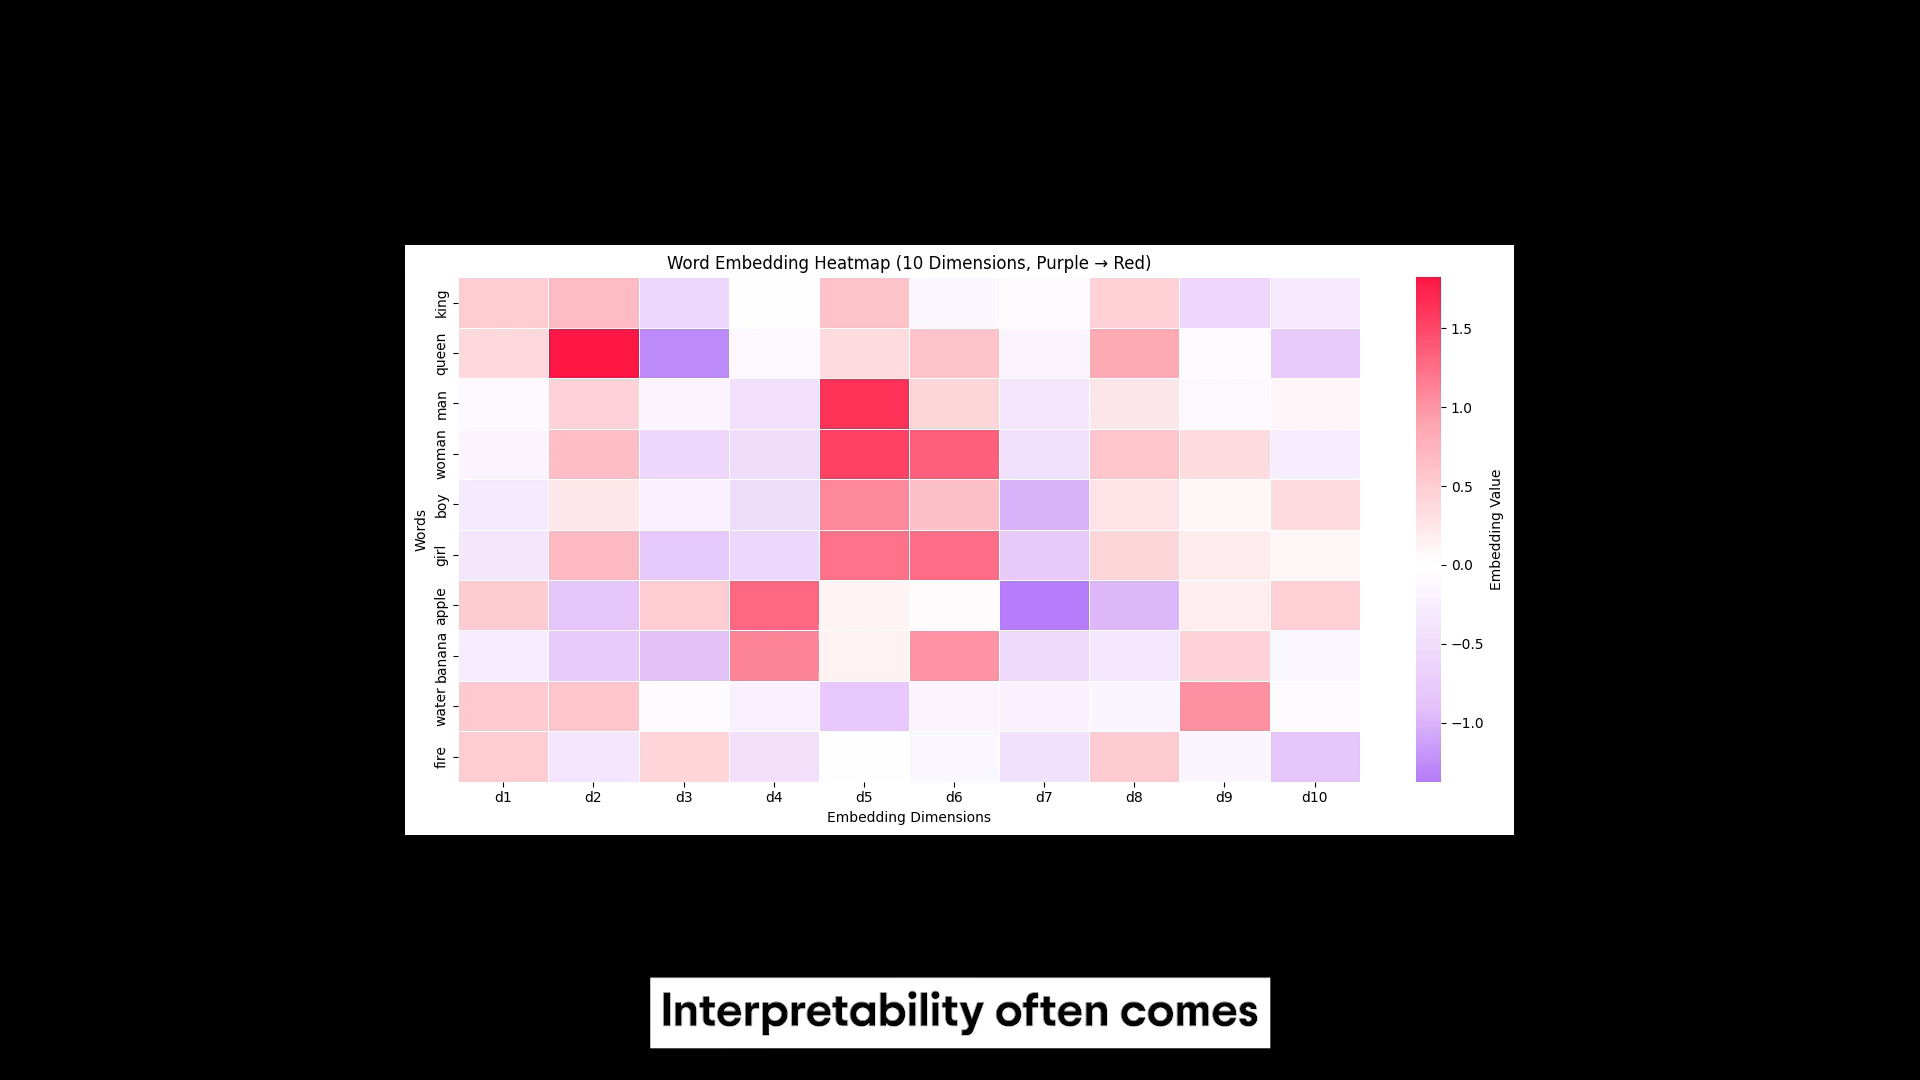 Word Embedding Heatmap (10 Dimensions, Purple → Red)
Words
king
queen
man
woman
boy
girl
apple
banana
water
fire
d1 d2 d3 d4 d5 d6 d7 d8 d9 d10
Embedding Dimensions
1.5
1.0
0.5
0.0
−0.5
−1.0
Embedding Value
Interpretability often comes